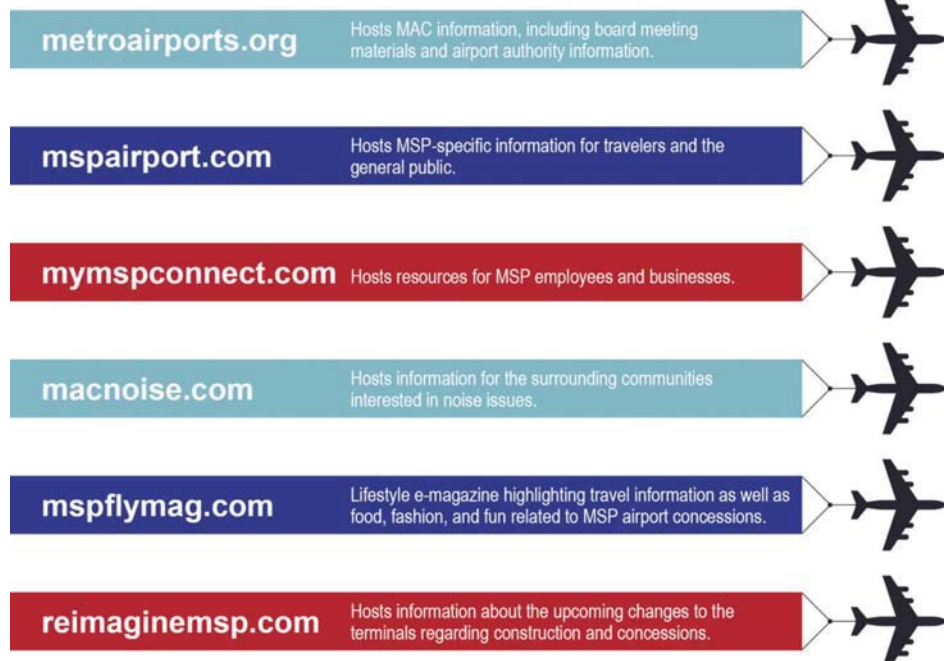 metroairports.org
Hosts MAC information, including board meeting
materials and airport authority information.
mspairport.com
Hosts MSP-specific information for travelers and the
general public.
mymspconnect.com
Hosts resources for MSP employees and businesses.
macnoise.com
Hosts information for the surrounding communities
interested in noise issues.
mspflymag.com
Lifestyle e-magazine highlighting travel information as well as
food, fashion, and fun related to MSP airport concessions.
reimaginemsp.com
Hosts information about the upcoming changes to the
terminals regarding construction and concessions.